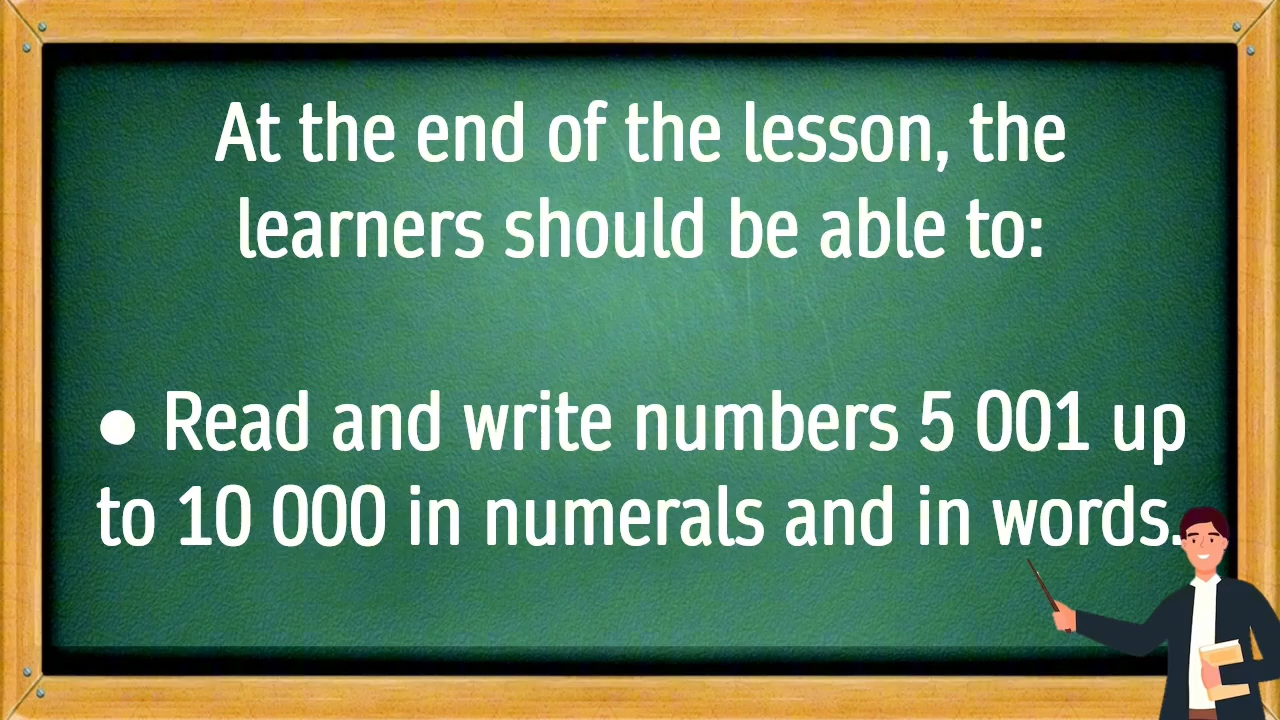 At the end of the lesson, the
learners should be able to:
● Read and write numbers 5 001 up
to 10 000 in numerals and in words.